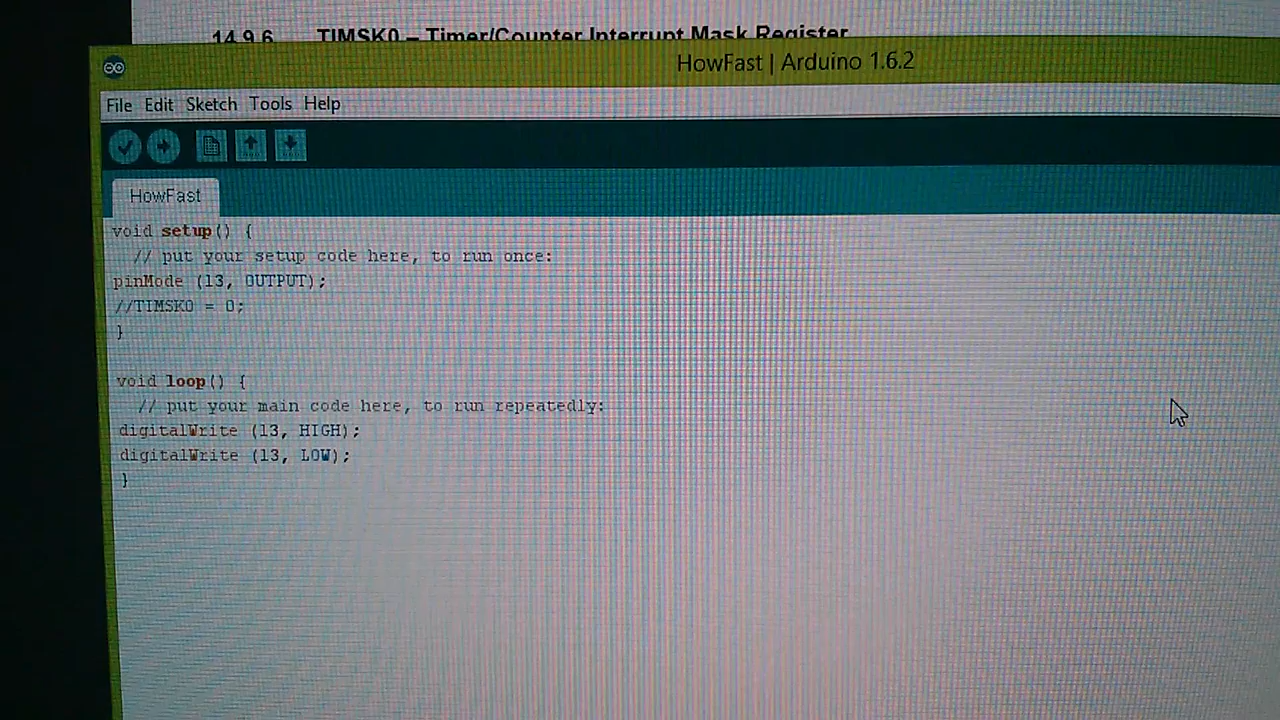 14.9.6 TIMSK0 – Timer/Counter Interrupt Mask Register
HowFast | Arduino 1.6.2
File Edit Sketch Tools Help
HowFast
void setup() {
// put your setup code here, to run once:
pinMode (13, OUTPUT);
//TIMSK0 = 0;
}
void loop() {
// put your main code here, to run repeatedly:
digitalWrite (13, HIGH);
digitalWrite (13, LOW);
}